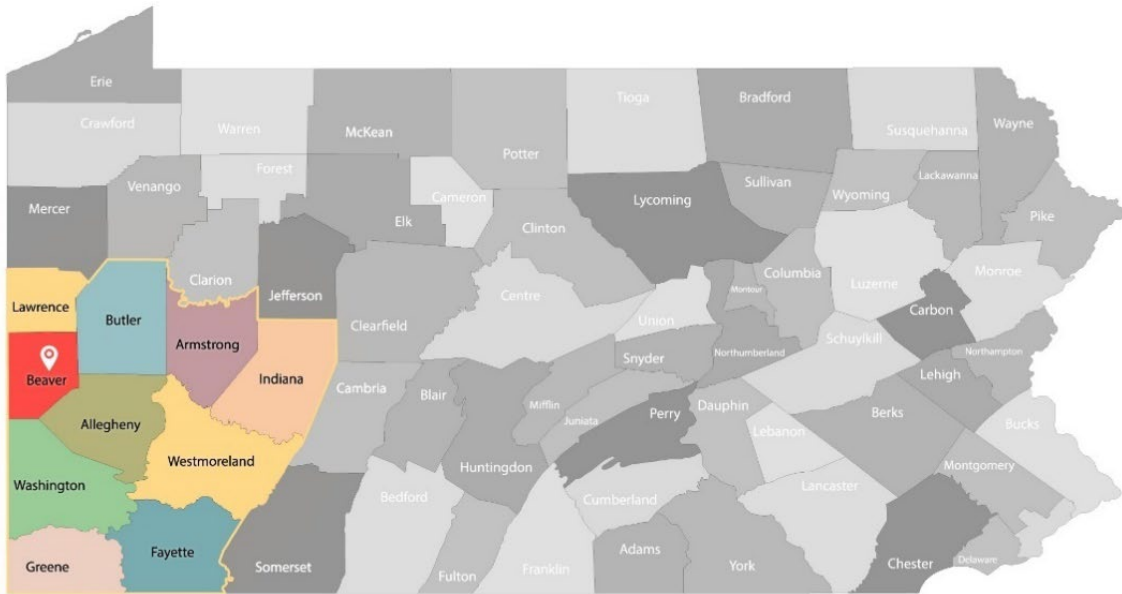 Erie
Crawford
Warren
McKean
Potter
Tioga
Bradford
Susquehanna
Wayne
Forest
Venango
Mercer
Elk
Cameron
Clinton
Lycoming
Sullivan
Wyoming
Lackawanna
Pike
Clarion
Jefferson
Clearfield
Centre
Union
Montour
Columbia
Luzerne
Monroe
Carbon
Lawrence
Butler
Armstrong
Indiana
Beaver
Allegheny
Westmoreland
Washington
Greene
Fayette
Cambria
Blair
Mifflin
Snyder
Juniata
Northumberland
Schuylkill
Northampton
Lehigh
Perry
Dauphin
Lebanon
Berks
Bucks
Huntingdon
Montgomery
Bedford
Cumberland
Lancaster
Somerset
Fulton
Franklin
Adams
York
Chester
Delaware